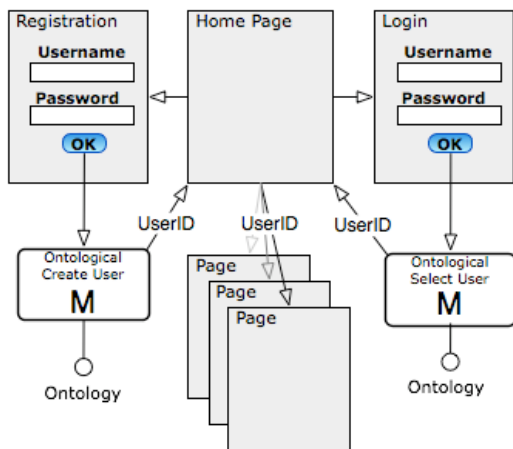 Registration
Username
Password
OK
Home Page
Login
Username
Password
OK
UserID
UserID
UserID
Ontological
Create User
M
Ontology
Page
Page
Page
Ontological
Select User
M
Ontology